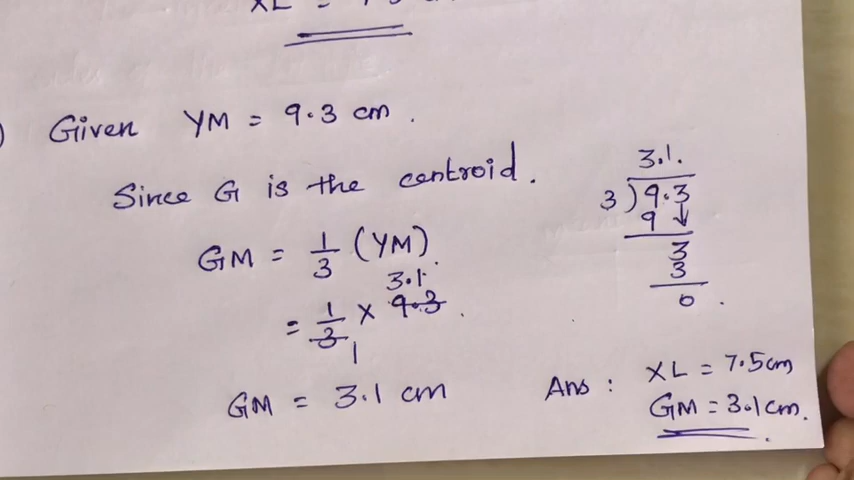 ) Given YM = 9.3 cm .
Since G is the centroid .
GM = 1/3 (YM) .
3.1
= 1/3 × 9.3 .
1
GM = 3.1 cm
3.1.
3 ) 9.3
9 ↓
3
3
0 .
Ans : XL = 7.5cm
GM = 3.1cm.